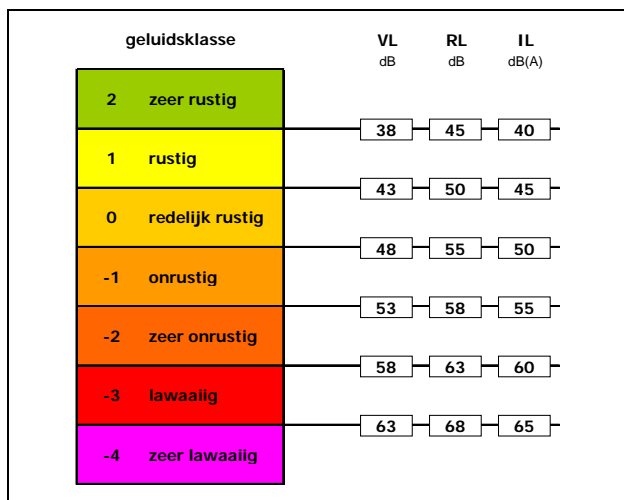 geluidsklasse VL RL IL
dB dB dB(A)
2 zeer rustig
38 45 40
1 rustig
43 50 45
0 redelijk rustig
48 55 50
-1 onrustig
53 58 55
-2 zeer onrustig
58 63 60
-3 lawaaiig
63 68 65
-4 zeer lawaaiig